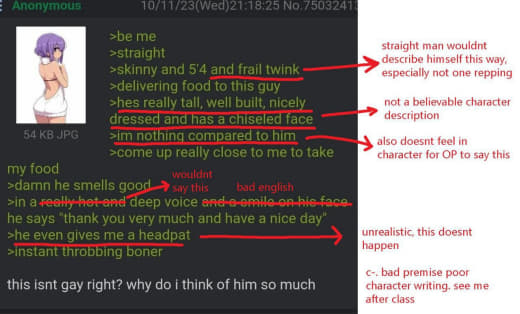 Anonymous 10/11/23(Wed)21:18:25 No.75032413
>be me
>straight
>skinny and 5'4 and frail twink
straight man wouldnt
describe himself this way,
especially not one repping
>delivering food to this guy
>hes really tall, well built, nicely
dressed and has a chiseled face
not a believable character
description
>im nothing compared to him
also doesnt feel in
character for OP to say this
54 KB JPG
>come up really close to me to take
my food
>damn he smells good
wouldnt
say this
bad english
>in a really hot and deep voice and a smile on his face
he says "thank you very much and have a nice day"
>he even gives me a headpat
unrealistic, this doesnt
happen
>instant throbbing boner
c-. bad premise poor
character writing. see me
after class
this isnt gay right? why do i think of him so much